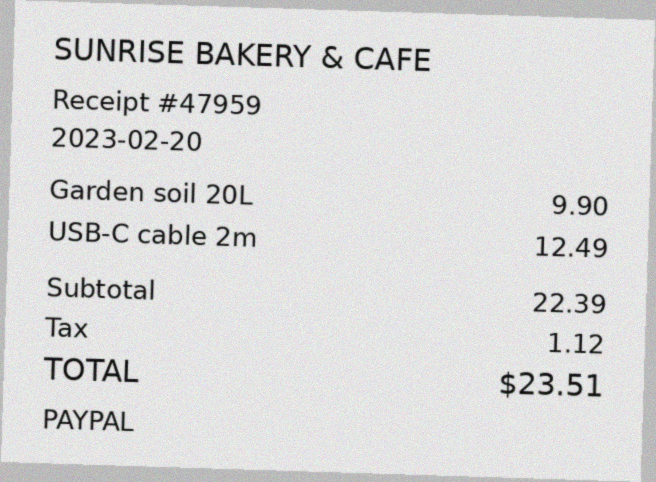 SUNRISE BAKERY & CAFE
Receipt #47959
2023-02-20
Garden soil 20L 9.90
USB-C cable 2m 12.49
Subtotal 22.39
Tax 1.12
TOTAL $23.51
PAYPAL